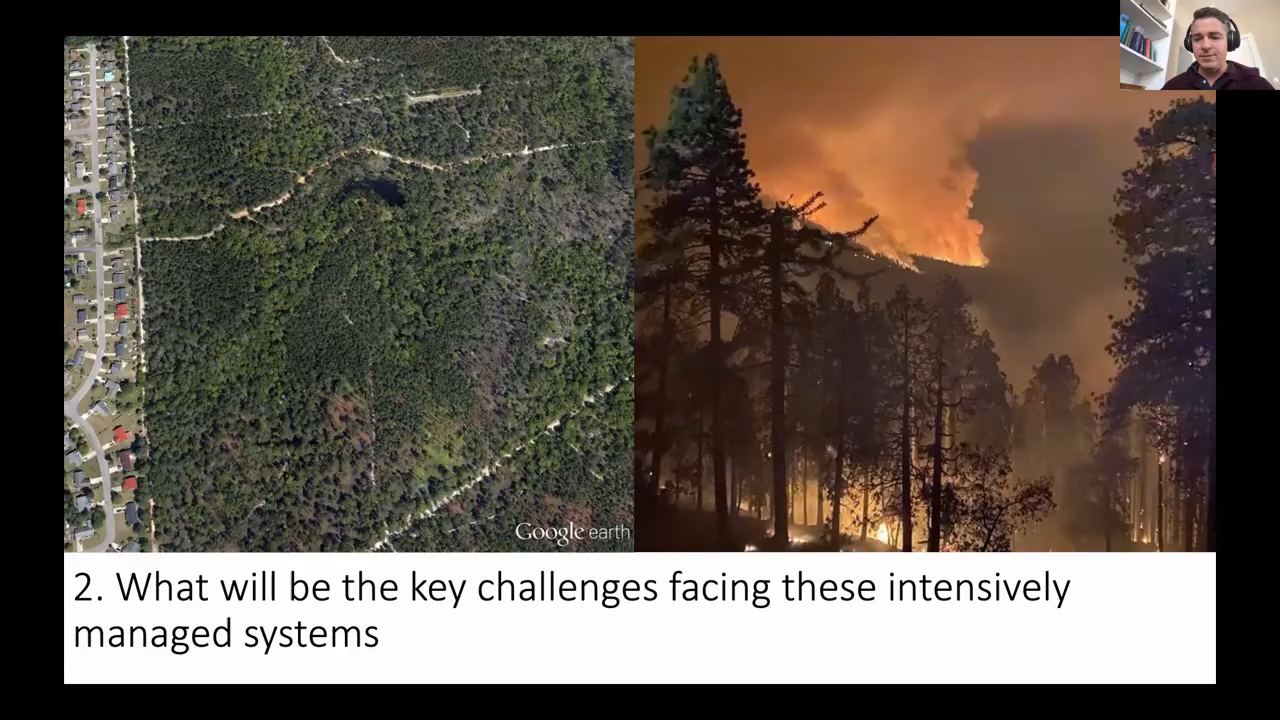 Google earth
2. What will be the key challenges facing these intensively
managed systems